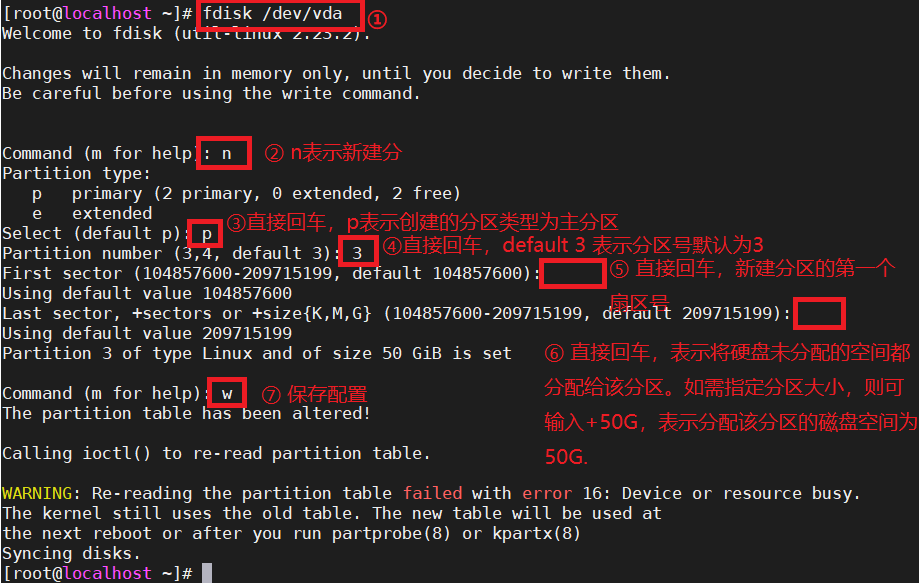 [root@localhost ~]# fdisk /dev/vda ①
Welcome to fdisk (util-linux 2.23.2).
Changes will remain in memory only, until you decide to write them.
Be careful before using the write command.
Command (m for help): n ② n表示新建分
Partition type:
p primary (2 primary, 0 extended, 2 free)
e extended
Select (default p): p ③直接回车，p表示创建的分区类型为主分区
Partition number (3,4, default 3): 3 ④直接回车，default 3 表示分区号默认为3
First sector (104857600-209715199, default 104857600): ⑤ 直接回车，新建分区的第一个
扇区号
Using default value 104857600
Last sector, +sectors or +size{K,M,G} (104857600-209715199, default 209715199):
Using default value 209715199
Partition 3 of type Linux and of size 50 GiB is set
⑥ 直接回车，表示将硬盘未分配的空间都
分配给该分区。如需指定分区大小，则可
输入+50G，表示分配该分区的磁盘空间为
50G.
Command (m for help): w ⑦ 保存配置
The partition table has been altered!
Calling ioctl() to re-read partition table.
WARNING: Re-reading the partition table failed with error 16: Device or resource busy.
The kernel still uses the old table. The new table will be used at
the next reboot or after you run partprobe(8) or kpartx(8)
Syncing disks.
[root@localhost ~]#